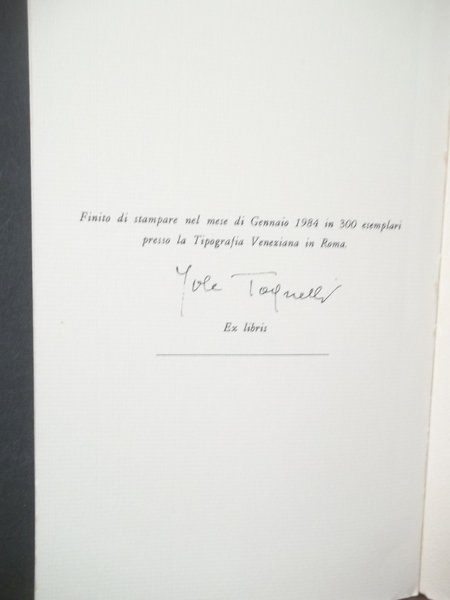 Finito di stampare nel mese di Gennaio 1984 in 300 esemplari
presso la Tipografia Veneziana in Roma.
Yole Tognelli
Ex libris